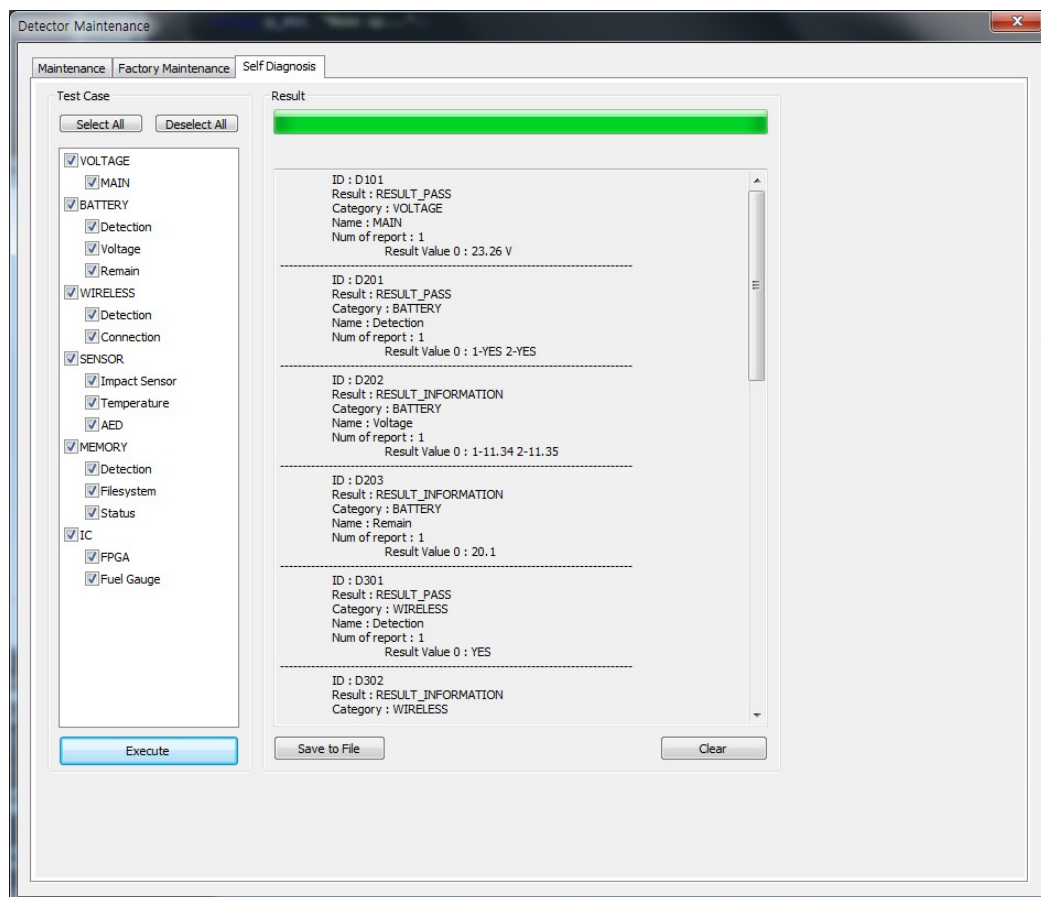 Detector Maintenance
Maintenance
Factory Maintenance
Self Diagnosis
Test Case
Select All
Deselect All
VOLTAGE
MAIN
BATTERY
Detection
Voltage
Remain
WIRELESS
Detection
Connection
SENSOR
Impact Sensor
Temperature
AED
MEMORY
Detection
Filesystem
Status
IC
FPGA
Fuel Gauge
Execute
Result
ID : D101
Result : RESULT_PASS
Category : VOLTAGE
Name : MAIN
Num of report : 1
Result Value 0 : 23.26 V
--------------------------------------------------------------------------------
ID : D201
Result : RESULT_PASS
Category : BATTERY
Name : Detection
Num of report : 1
Result Value 0 : 1-YES 2-YES
--------------------------------------------------------------------------------
ID : D202
Result : RESULT_INFORMATION
Category : BATTERY
Name : Voltage
Num of report : 1
Result Value 0 : 1-11.34 2-11.35
--------------------------------------------------------------------------------
ID : D203
Result : RESULT_INFORMATION
Category : BATTERY
Name : Remain
Num of report : 1
Result Value 0 : 20.1
--------------------------------------------------------------------------------
ID : D301
Result : RESULT_PASS
Category : WIRELESS
Name : Detection
Num of report : 1
Result Value 0 : YES
--------------------------------------------------------------------------------
ID : D302
Result : RESULT_INFORMATION
Category : WIRELESS
Save to File
Clear